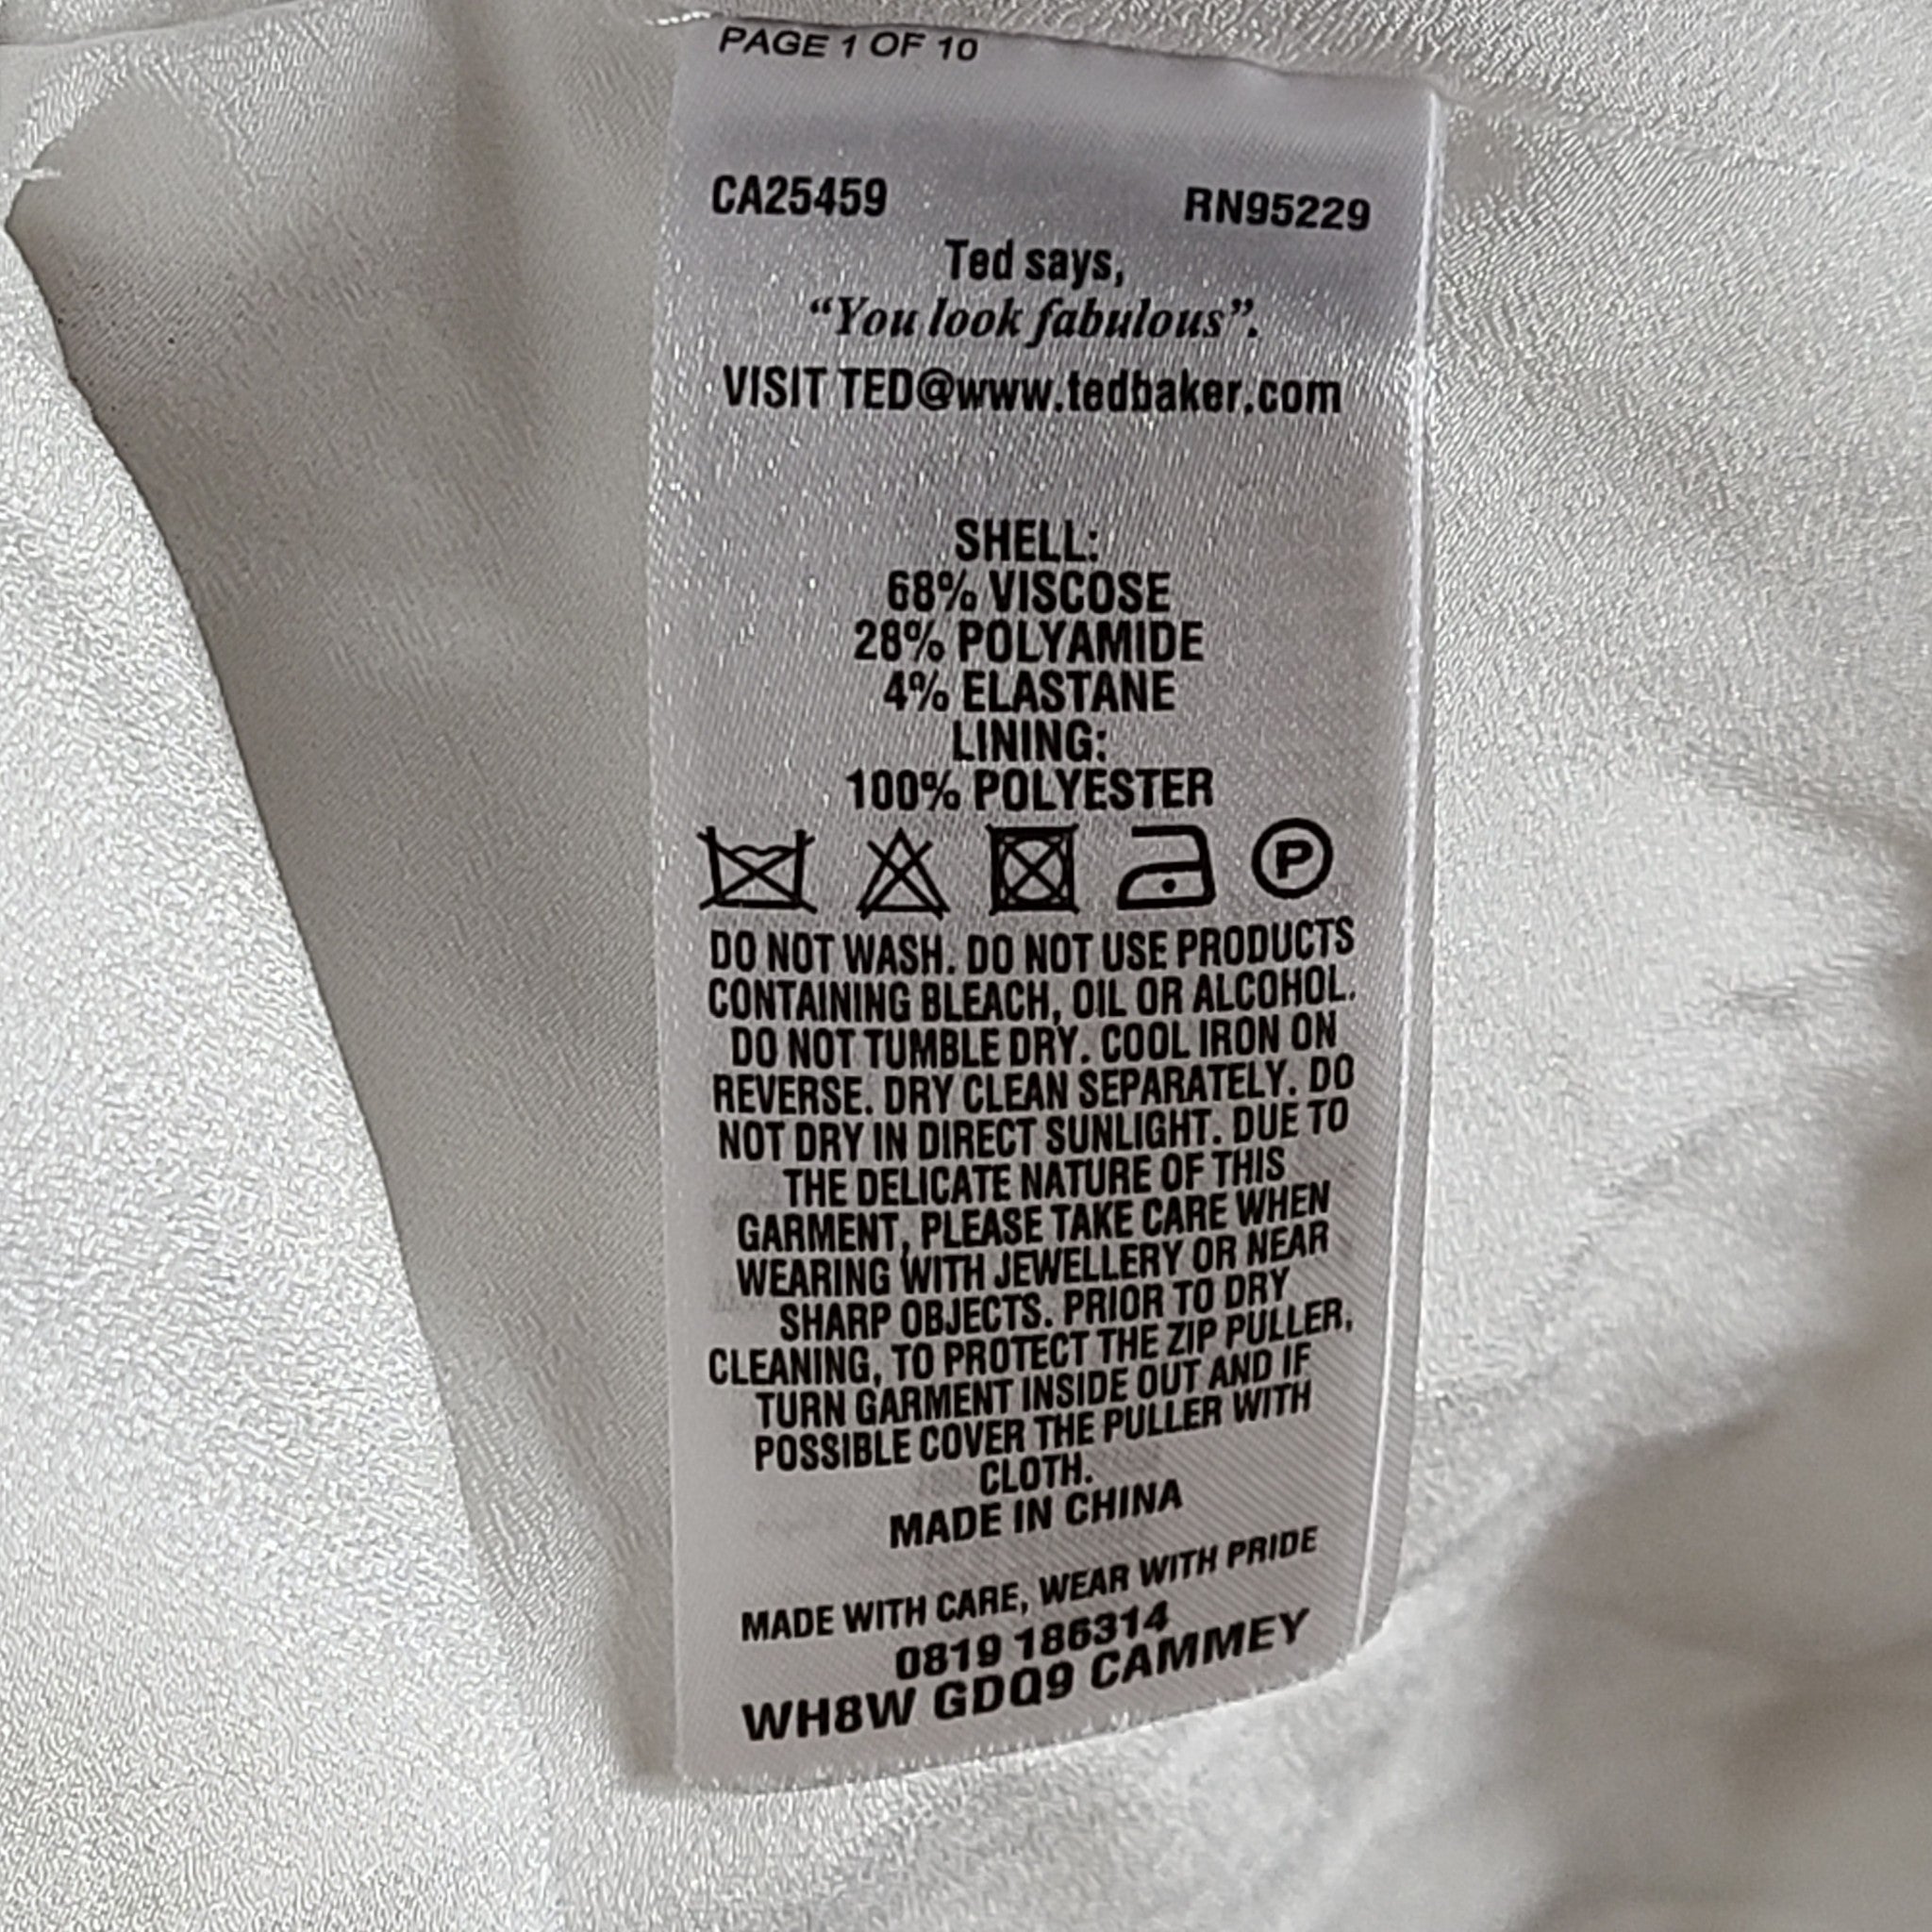 PAGE 1 OF 10
CA25459 RN95229
Ted says,
“You look fabulous”.
VISIT TED@www.tedbaker.com
SHELL:
68% VISCOSE
28% POLYAMIDE
4% ELASTANE
LINING:
100% POLYESTER
P
DO NOT WASH. DO NOT USE PRODUCTS
CONTAINING BLEACH, OIL OR ALCOHOL.
DO NOT TUMBLE DRY. COOL IRON ON
REVERSE. DRY CLEAN SEPARATELY. DO
NOT DRY IN DIRECT SUNLIGHT. DUE TO
THE DELICATE NATURE OF THIS
GARMENT, PLEASE TAKE CARE WHEN
WEARING WITH JEWELLERY OR NEAR
SHARP OBJECTS. PRIOR TO DRY
CLEANING, TO PROTECT THE ZIP PULLER,
TURN GARMENT INSIDE OUT AND IF
POSSIBLE COVER THE PULLER WITH
CLOTH.
MADE IN CHINA
MADE WITH CARE, WEAR WITH PRIDE
0819 186314
WH8W GDQ9 CAMMEY